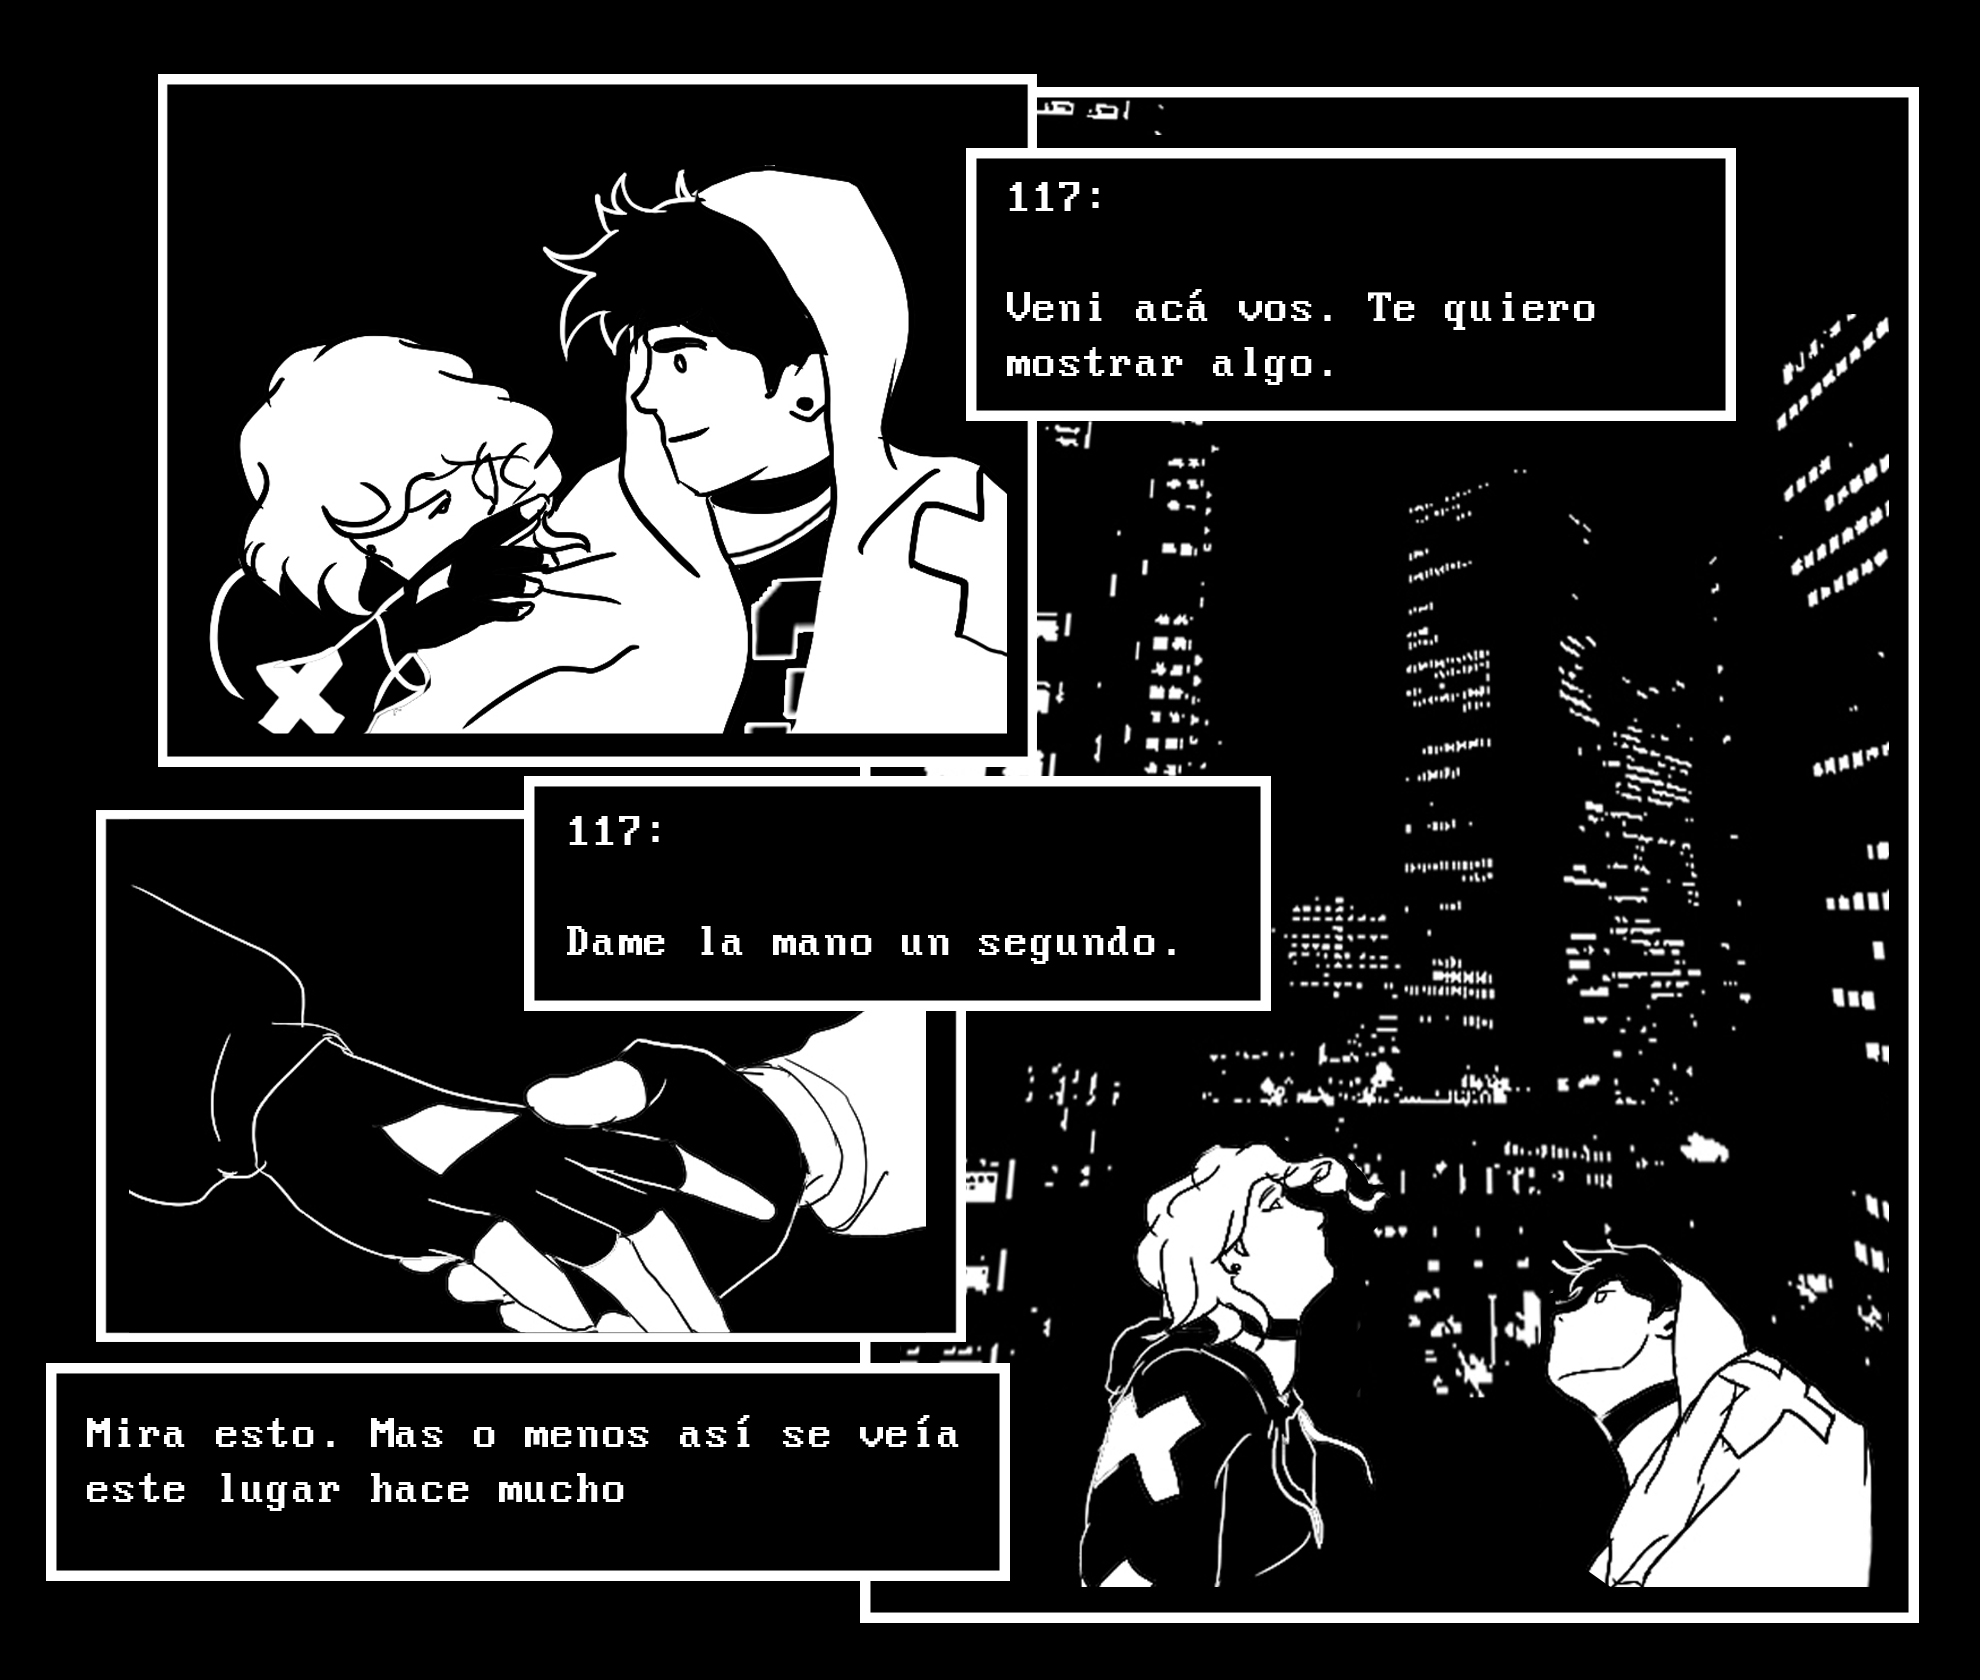 117:
Veni acá vos. Te quiero
mostrar algo.
117:
Dame la mano un segundo.
Mira esto. Mas o menos así se veía
este lugar hace mucho